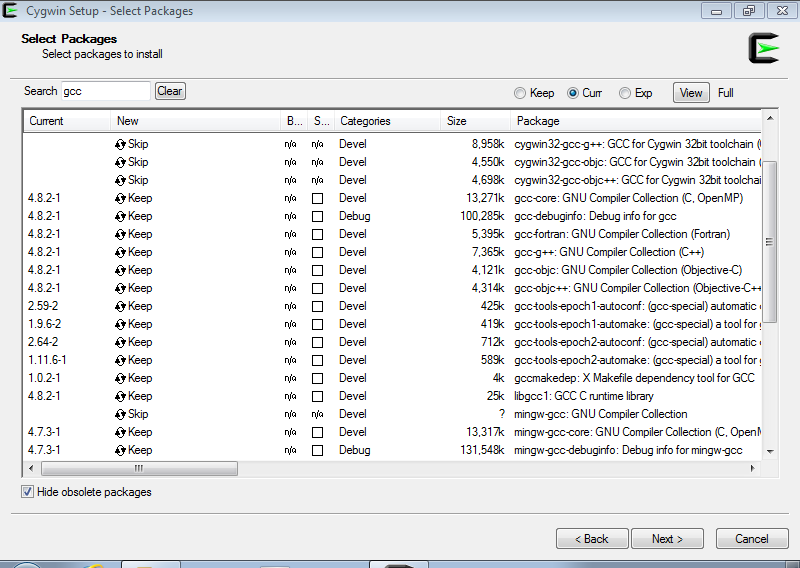 Cygwin Setup - Select Packages
Select Packages
Select packages to install
Search gcc Clear Keep Curr Exp View Full
Current New B... S... Categories Size Package
Skip n/a n/a Devel 8,958k cygwin32-gcc-g++: GCC for Cygwin 32bit toolchain (
Skip n/a n/a Devel 4,550k cygwin32-gcc-objc: GCC for Cygwin 32bit toolchain (
Skip n/a n/a Devel 4,698k cygwin32-gcc-objc++: GCC for Cygwin 32bit toolchai
4.8.2-1 Keep n/a Devel 13,271k gcc-core: GNU Compiler Collection (C, OpenMP)
4.8.2-1 Keep n/a Debug 100,285k gcc-debuginfo: Debug info for gcc
4.8.2-1 Keep n/a Devel 5,395k gcc-fortran: GNU Compiler Collection (Fortran)
4.8.2-1 Keep n/a Devel 7,365k gcc-g++: GNU Compiler Collection (C++)
4.8.2-1 Keep n/a Devel 4,121k gcc-objc: GNU Compiler Collection (Objective-C)
4.8.2-1 Keep n/a Devel 4,314k gcc-objc++: GNU Compiler Collection (Objective-C++
2.59-2 Keep n/a Devel 425k gcc-tools-epoch1-autoconf: (gcc-special) automatic
1.9.6-2 Keep n/a Devel 419k gcc-tools-epoch1-automake: (gcc-special) a tool for
2.64-2 Keep n/a Devel 712k gcc-tools-epoch2-autoconf: (gcc-special) automatic
1.11.6-1 Keep n/a Devel 589k gcc-tools-epoch2-automake: (gcc-special) a tool for
1.0.2-1 Keep n/a Devel 4k gccmakedep: X Makefile dependency tool for GCC
4.8.2-1 Keep n/a Devel 25k libgcc1: GCC C runtime library
Skip n/a n/a Devel ? mingw-gcc: GNU Compiler Collection
4.7.3-1 Keep n/a Devel 13,317k mingw-gcc-core: GNU Compiler Collection (C, Open
4.7.3-1 Keep n/a Debug 131,548k mingw-gcc-debuginfo: Debug info for mingw-gcc
Hide obsolete packages
< Back Next > Cancel